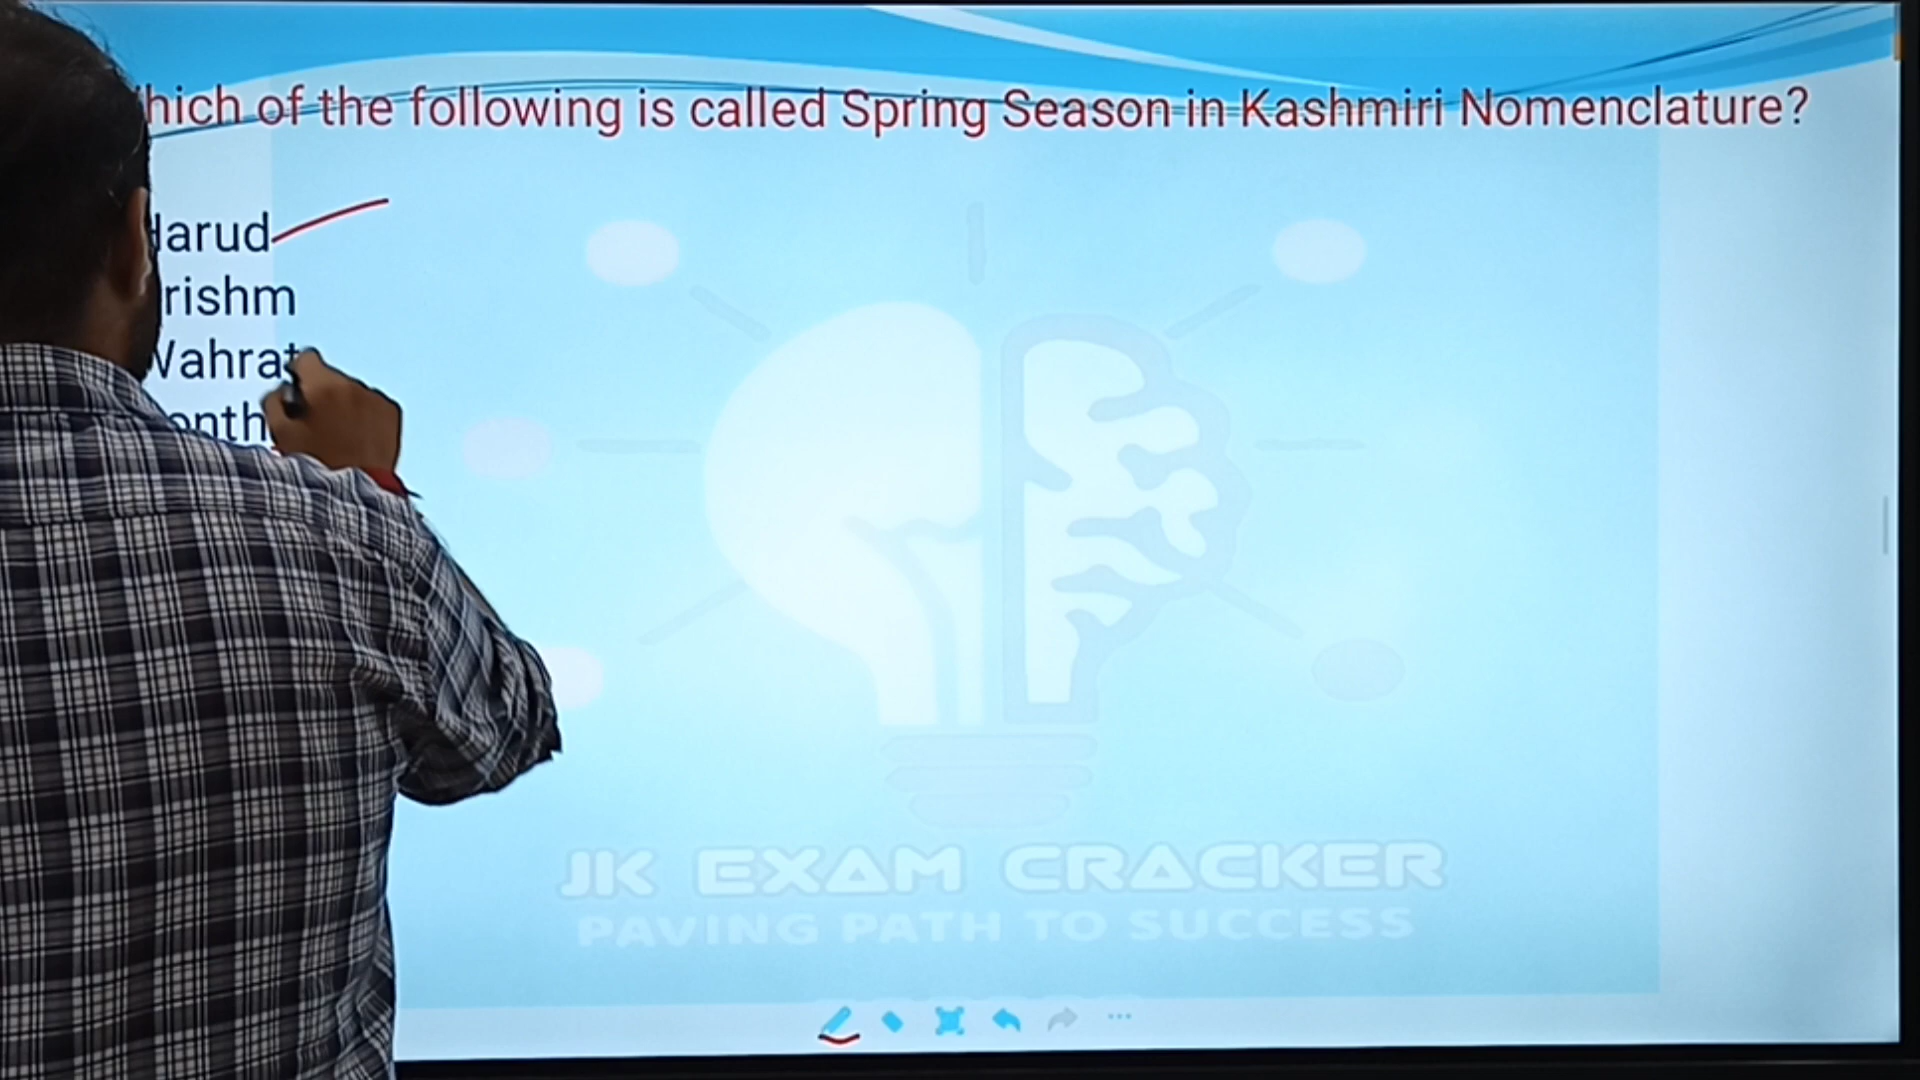 hich of the following is called Spring Season in Kashmiri Nomenclature?
Harud
rishm
Wahrat
onth
JK EXAM CRACKER
PAVING PATH TO SUCCESS